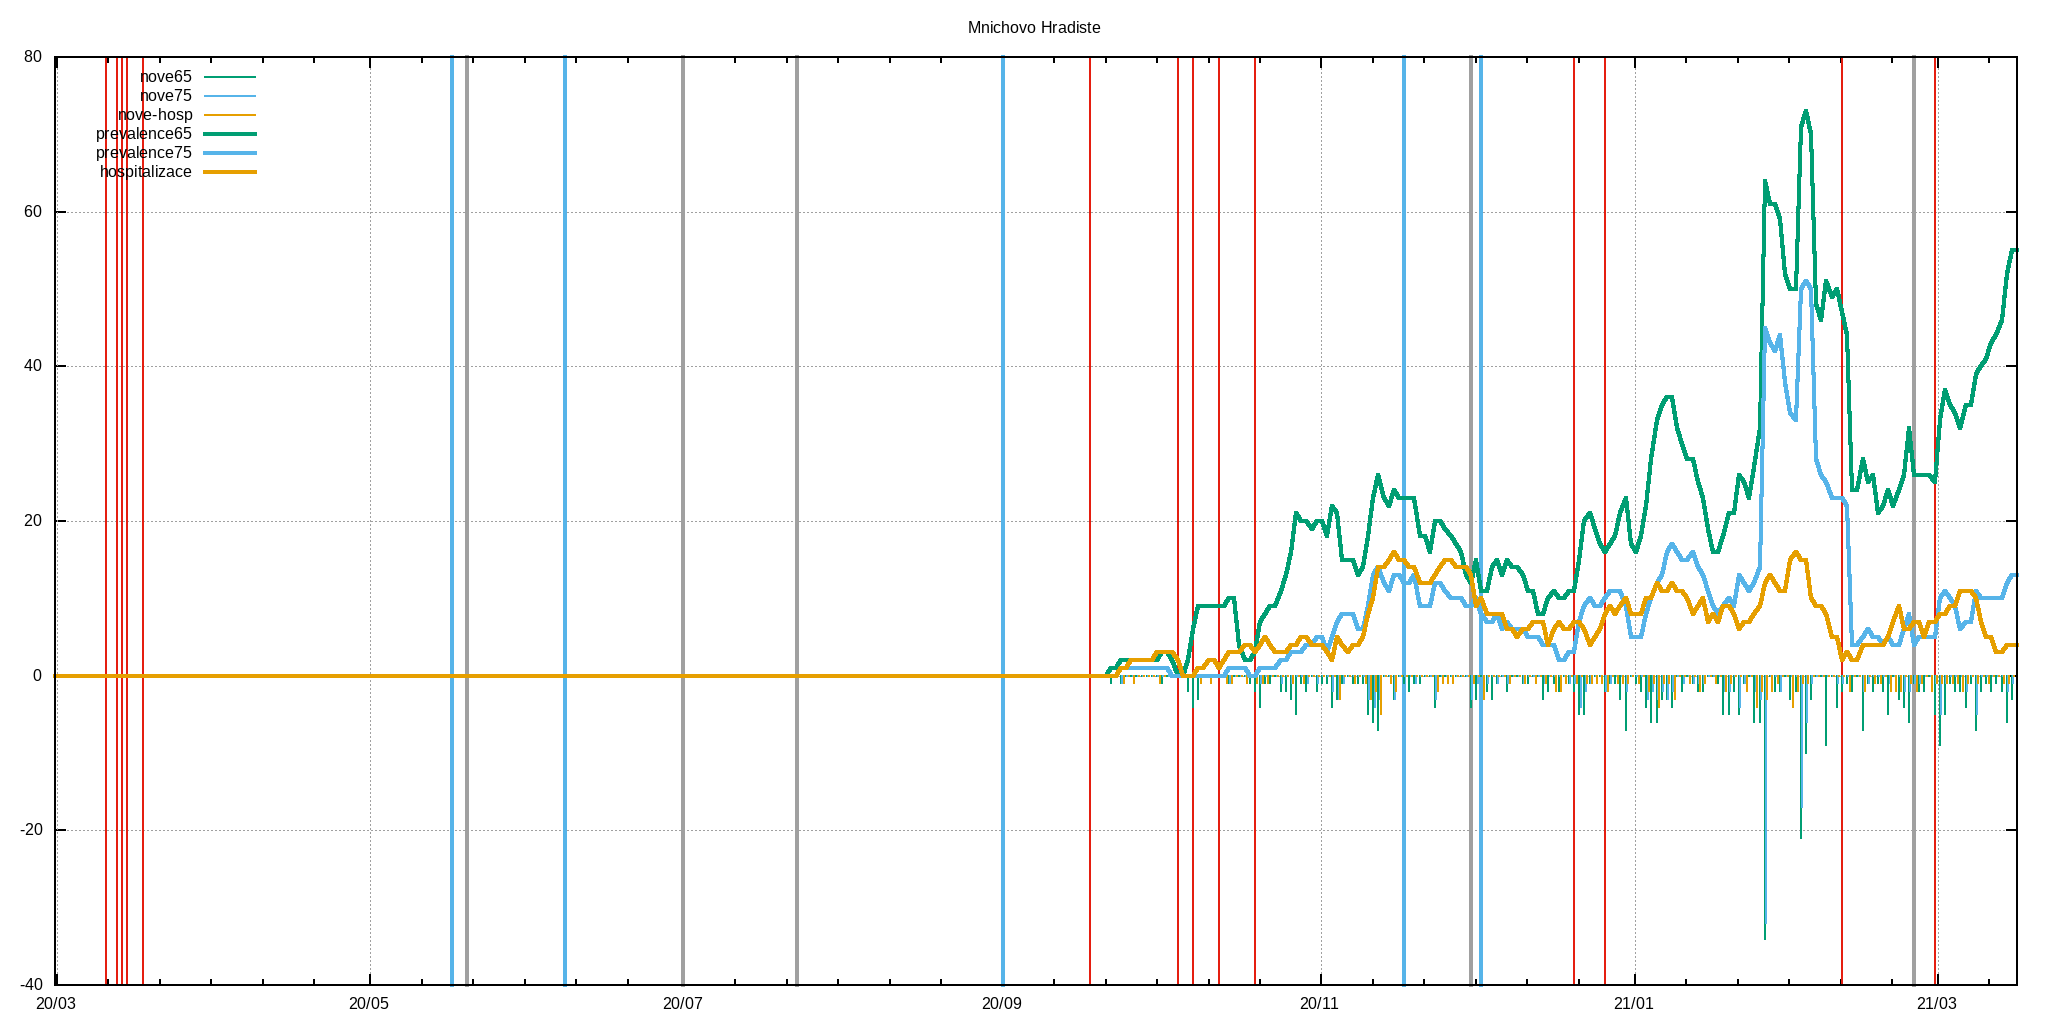 Mnichovo Hradiste
80
60
40
20
0
-20
-40
nove65
nove75
nove-hosp
prevalence65
prevalence75
hospitalizace
20/03 20/05 20/07 20/09 20/11 21/01 21/03